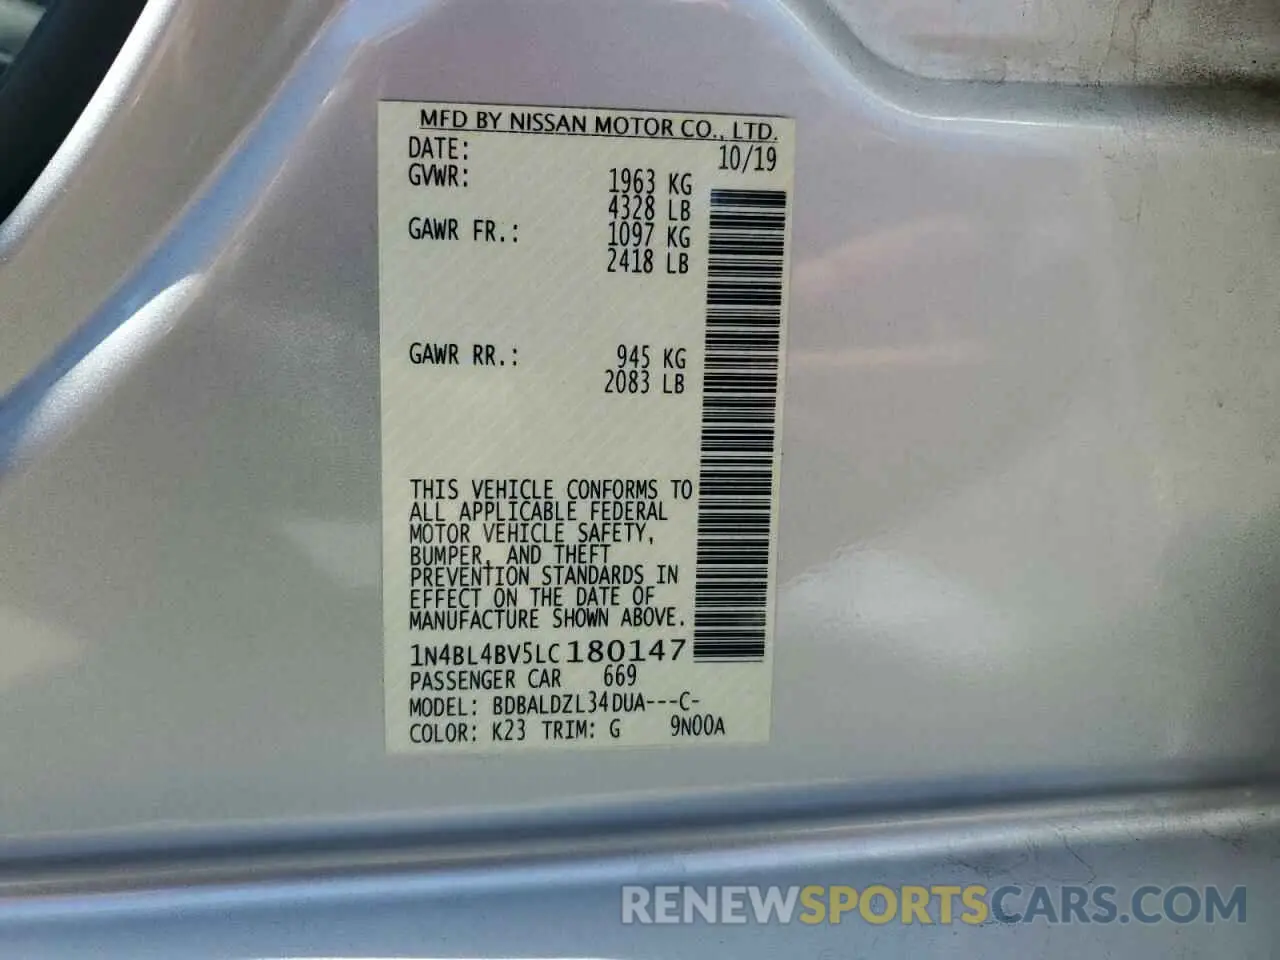 MFD BY NISSAN MOTOR CO., LTD.
DATE: 10/19
GVWR: 1963 KG
4328 LB
GAWR FR.: 1097 KG
2418 LB
GAWR RR.: 945 KG
2083 LB
THIS VEHICLE CONFORMS TO
ALL APPLICABLE FEDERAL
MOTOR VEHICLE SAFETY,
BUMPER, AND THEFT
PREVENTION STANDARDS IN
EFFECT ON THE DATE OF
MANUFACTURE SHOWN ABOVE.
1N4BL4BV5LC180147
PASSENGER CAR 669
MODEL: BDBALDZL34DUA---C-
COLOR: K23 TRIM: G 9N00A
RENEWSPORTSCARS.COM